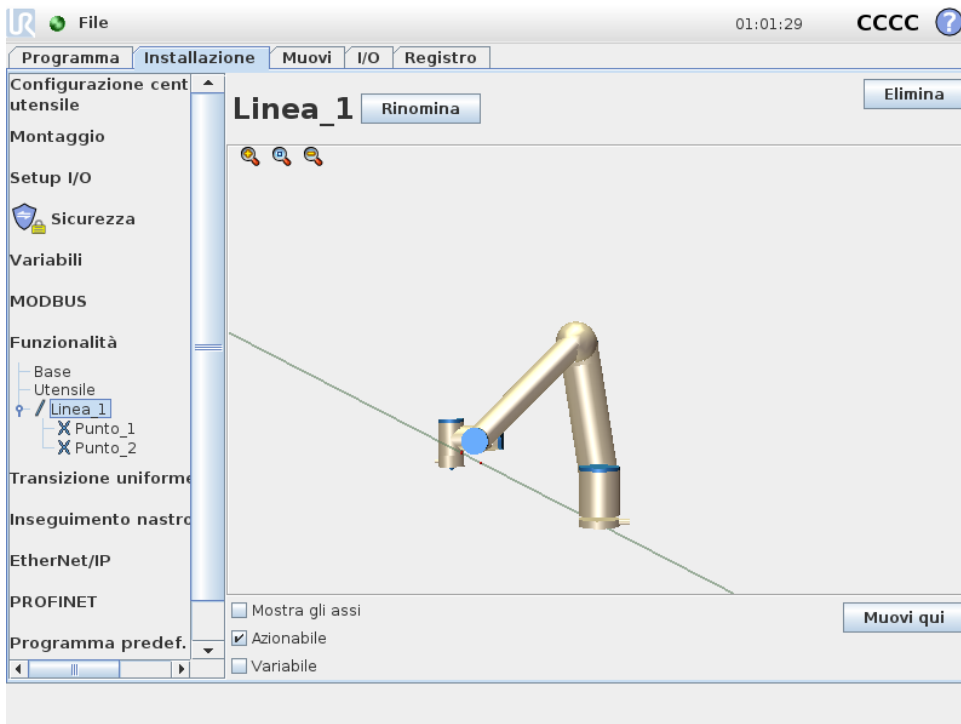 UR File 01:01:29 CCCC ?
Programma Installazione Muovi I/O Registro
Configurazione cent
utensile
Montaggio
Setup I/O
Sicurezza
Variabili
MODBUS
Funzionalità
Base
Utensile
Linea_1
Punto_1
Punto_2
Transizione uniforme
Inseguimento nastro
EtherNet/IP
PROFINET
Programma predef.
Linea_1 Rinomina Elimina
Mostra gli assi
Azionabile
Variabile
Muovi qui